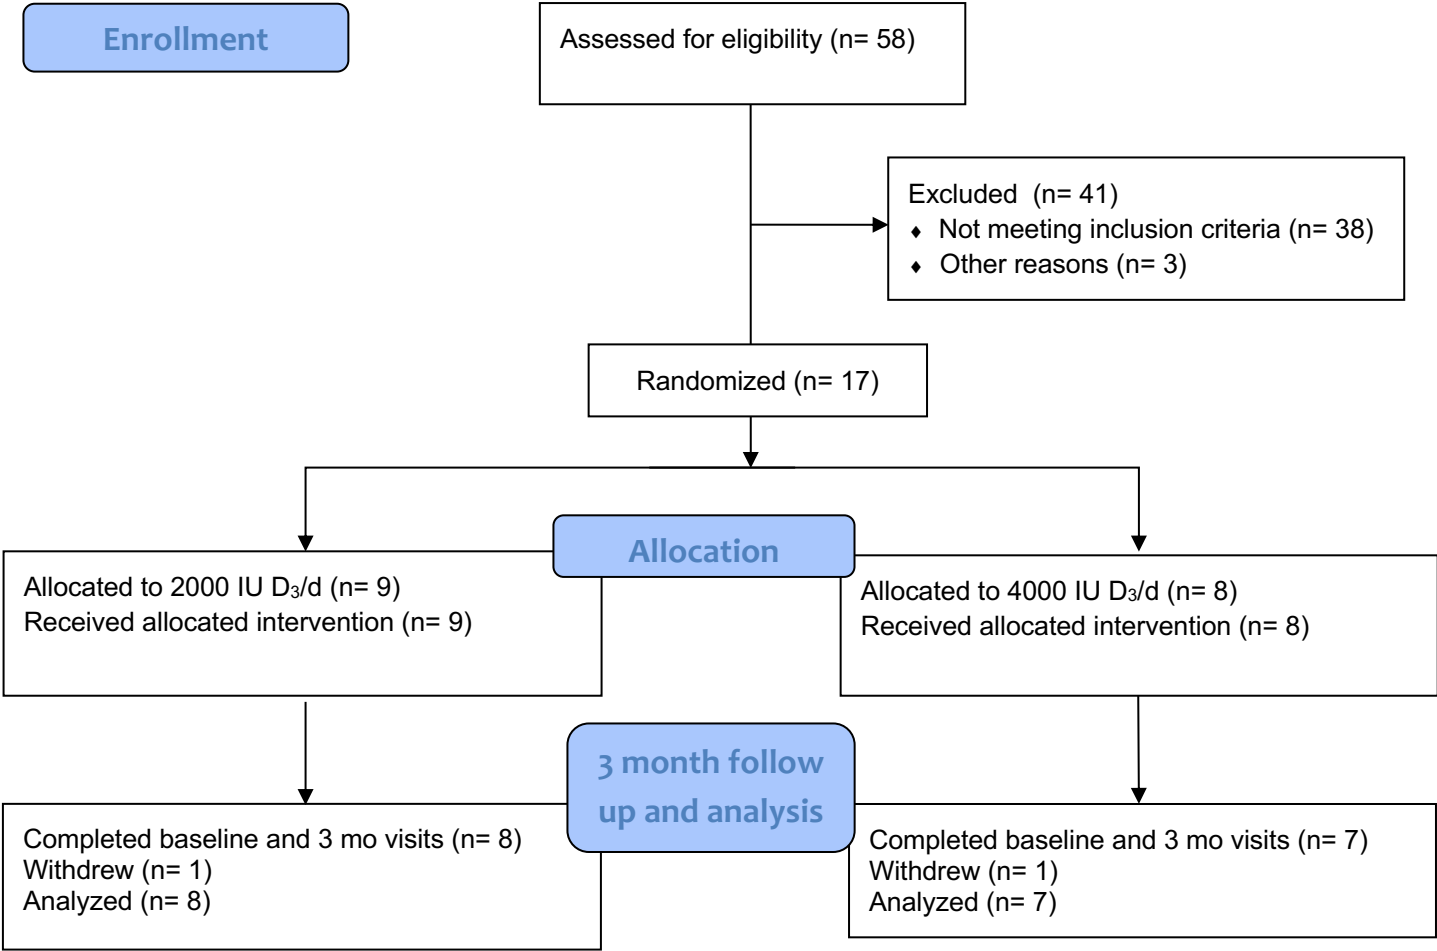 Enrollment
Assessed for eligibility (n= 58)
Excluded (n= 41)
♦ Not meeting inclusion criteria (n= 38)
♦ Other reasons (n= 3)
Randomized (n= 17)
Allocation
Allocated to 2000 IU D₃/d (n= 9)
Received allocated intervention (n= 9)
Allocated to 4000 IU D₃/d (n= 8)
Received allocated intervention (n= 8)
3 month follow
up and analysis
Completed baseline and 3 mo visits (n= 8)
Withdrew (n= 1)
Analyzed (n= 8)
Completed baseline and 3 mo visits (n= 7)
Withdrew (n= 1)
Analyzed (n= 7)